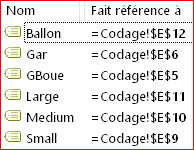 Nom Fait référence à
Ballon =Codage!$E$12
Gar =Codage!$E$6
GBoue =Codage!$E$5
Large =Codage!$E$11
Medium =Codage!$E$10
Small =Codage!$E$9